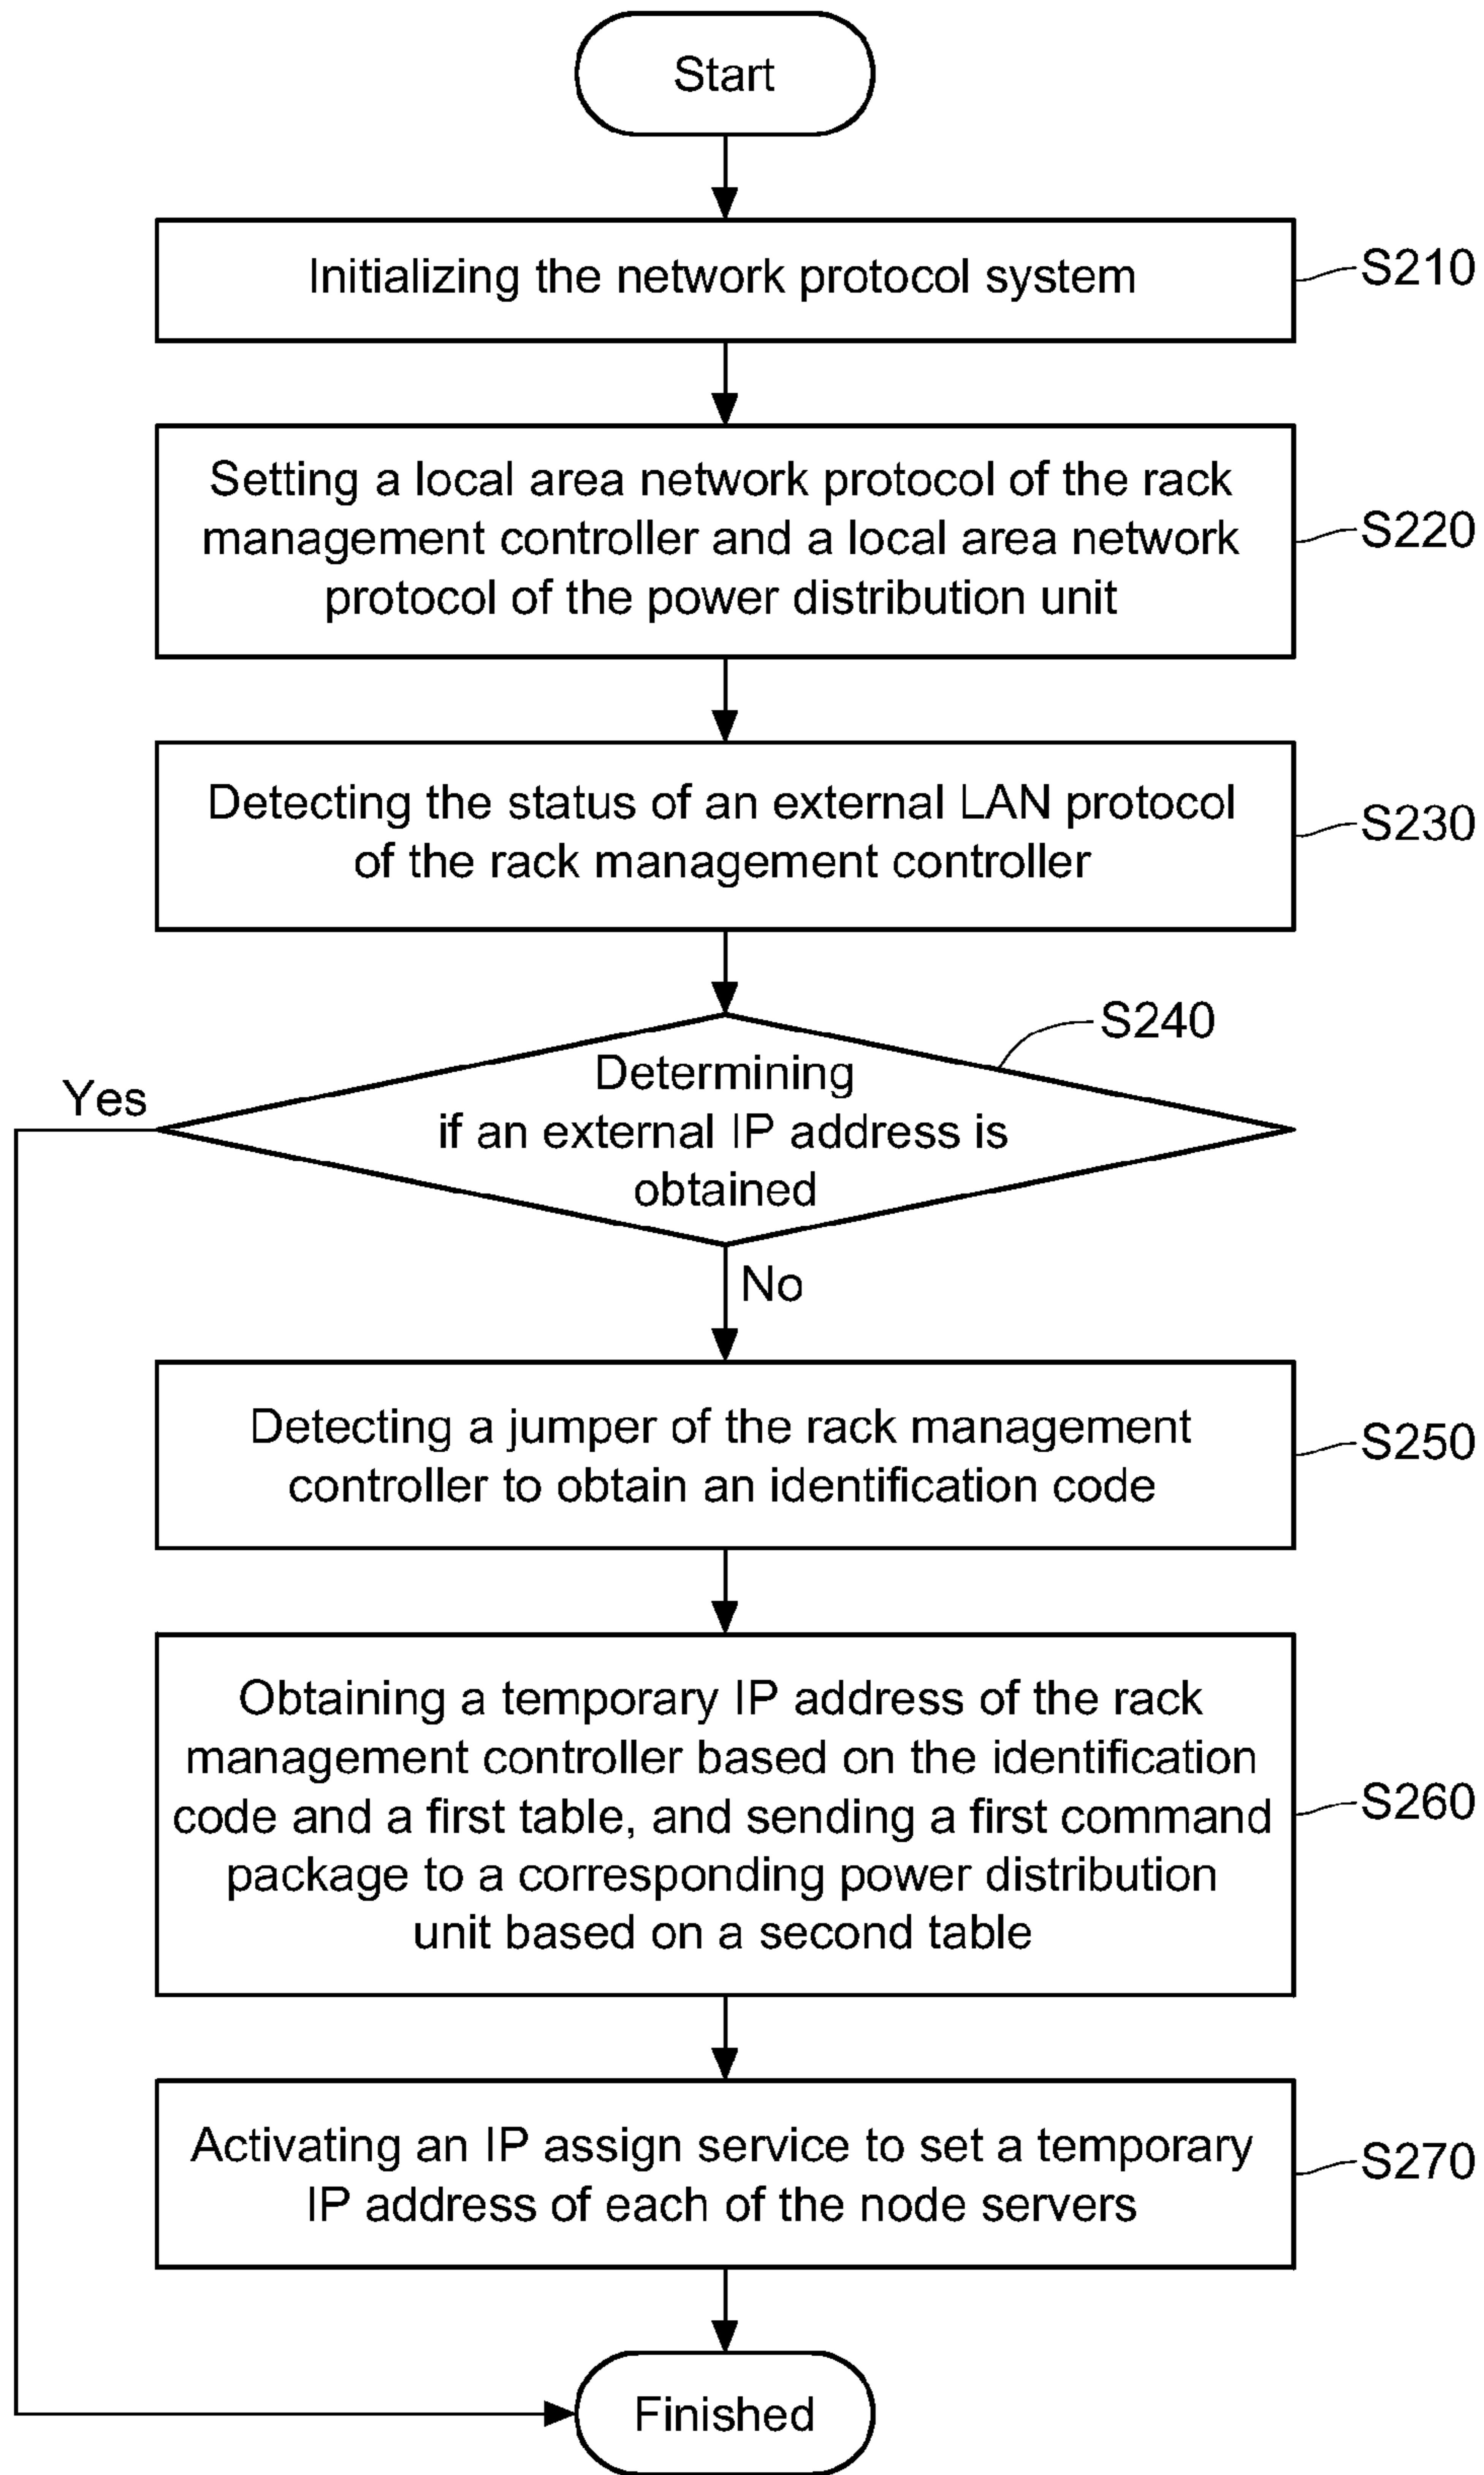 Start
Initializing the network protocol system
S210
Setting a local area network protocol of the rack
management controller and a local area network
protocol of the power distribution unit
S220
Detecting the status of an external LAN protocol
of the rack management controller
S230
S240
Determining
if an external IP address is
obtained
Yes
No
Detecting a jumper of the rack management
controller to obtain an identification code
S250
Obtaining a temporary IP address of the rack
management controller based on the identification
code and a first table, and sending a first command
package to a corresponding power distribution
unit based on a second table
S260
Activating an IP assign service to set a temporary
IP address of each of the node servers
S270
Finished